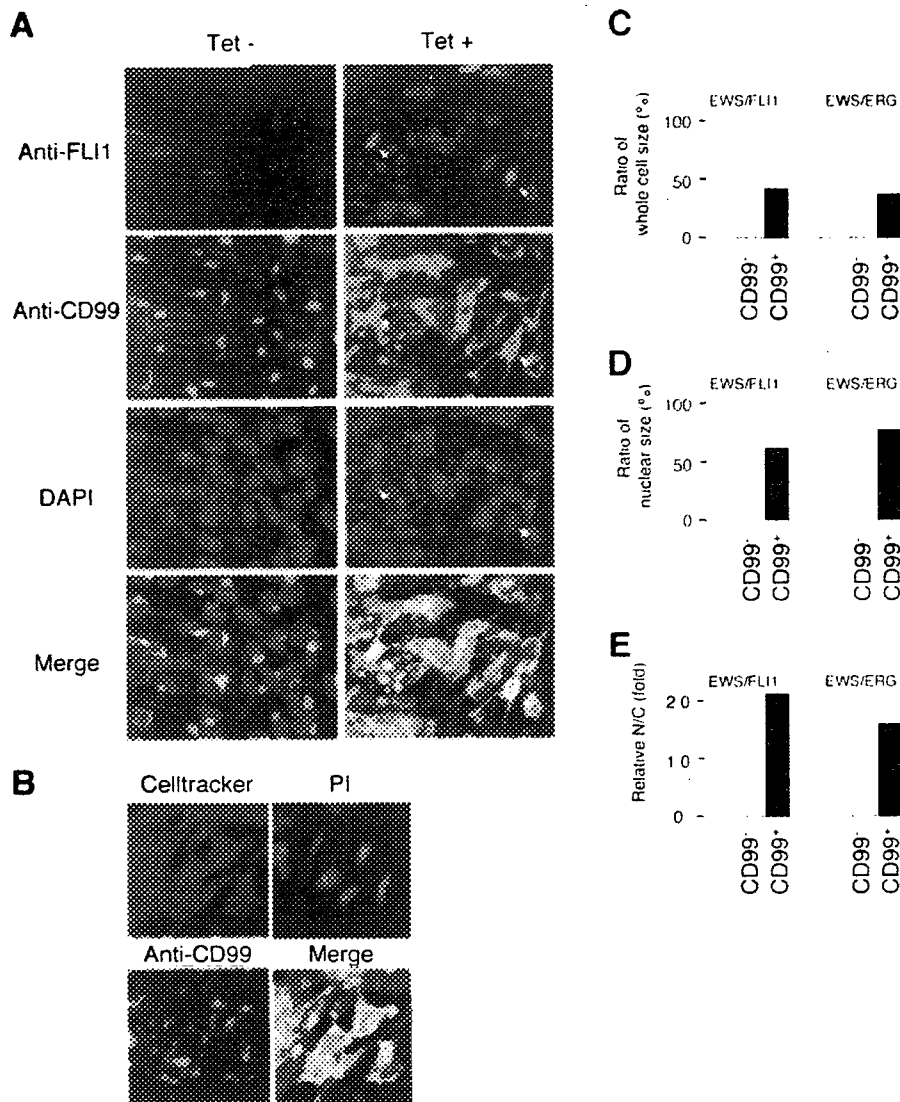 A
Tet - Tet +
Anti-FLI1
Anti-CD99
DAPI
Merge
B
Celltracker PI
Anti-CD99 Merge
C
EWS/FLI1 EWS/ERG
Ratio of
whole cell size (%)
100
50
0
CD99-
CD99+
CD99-
CD99+
D
EWS/FLI1 EWS/ERG
Ratio of
nuclear size (%)
100
50
0
CD99-
CD99+
CD99-
CD99+
E
EWS/FLI1 EWS/ERG
Relative N/C (fold)
2 0
1 0
0
CD99-
CD99+
CD99-
CD99+